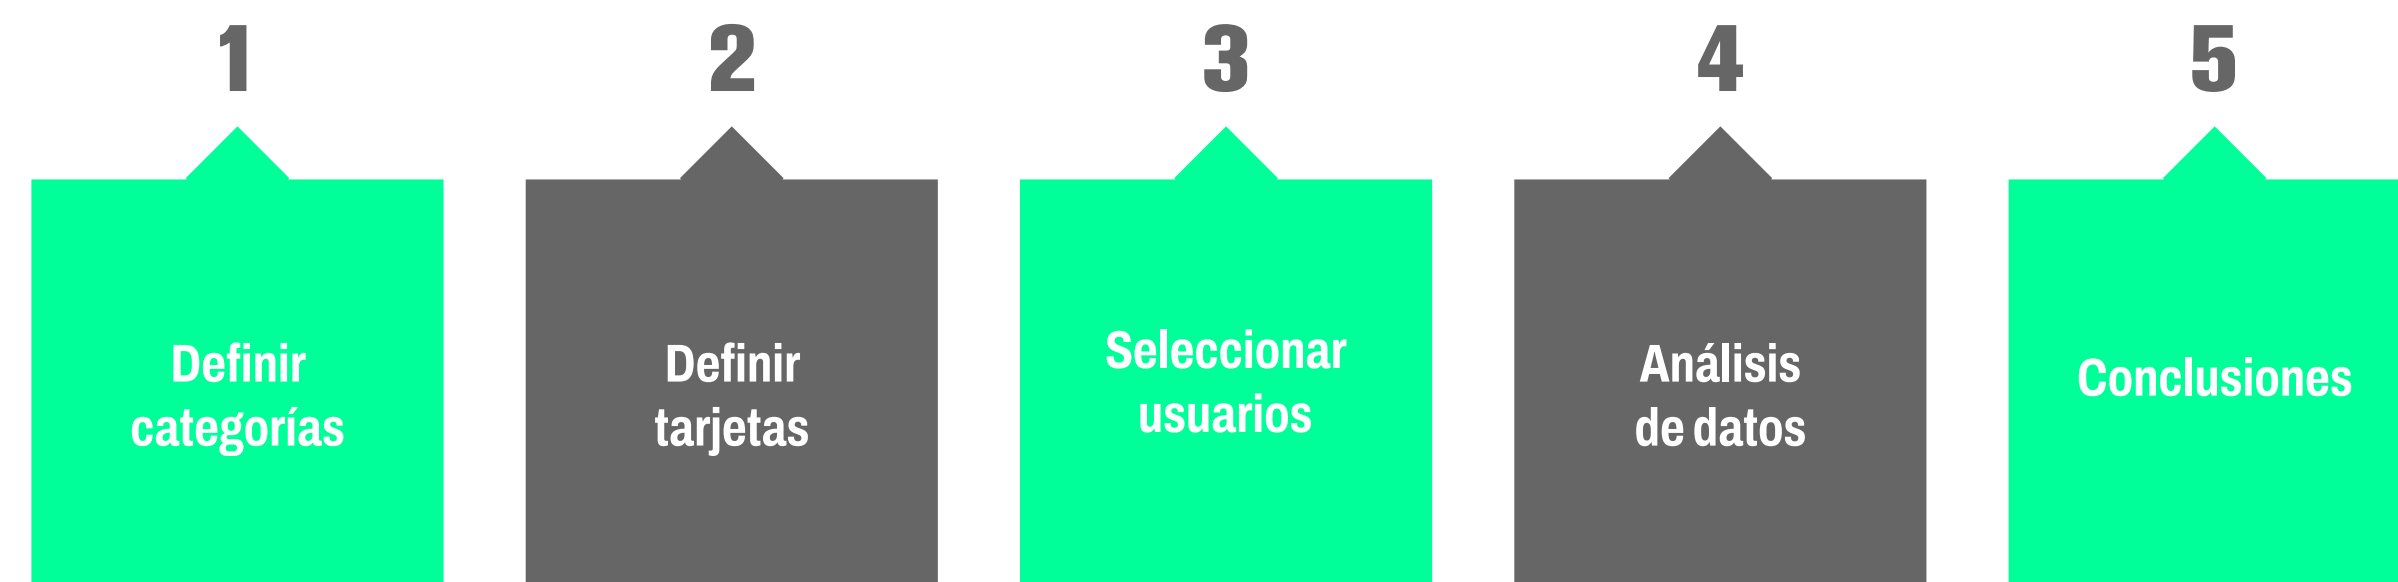 1
2
3
4
5
Definir
categorías
Definir
tarjetas
Seleccionar
usuarios
Análisis
de datos
Conclusiones